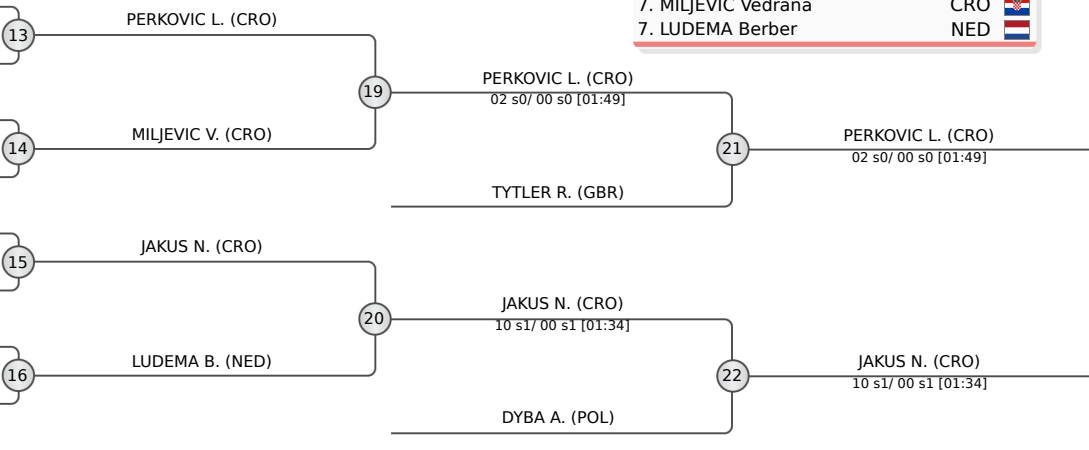 7. MILJEVIC Vedrana CRO
7. LUDEMA Berber NED
PERKOVIC L. (CRO)
13
19
PERKOVIC L. (CRO)
02 s0/ 00 s0 [01:49]
MILJEVIC V. (CRO)
14
21
PERKOVIC L. (CRO)
02 s0/ 00 s0 [01:49]
TYTLER R. (GBR)
JAKUS N. (CRO)
15
20
JAKUS N. (CRO)
10 s1/ 00 s1 [01:34]
LUDEMA B. (NED)
16
22
JAKUS N. (CRO)
10 s1/ 00 s1 [01:34]
DYBA A. (POL)